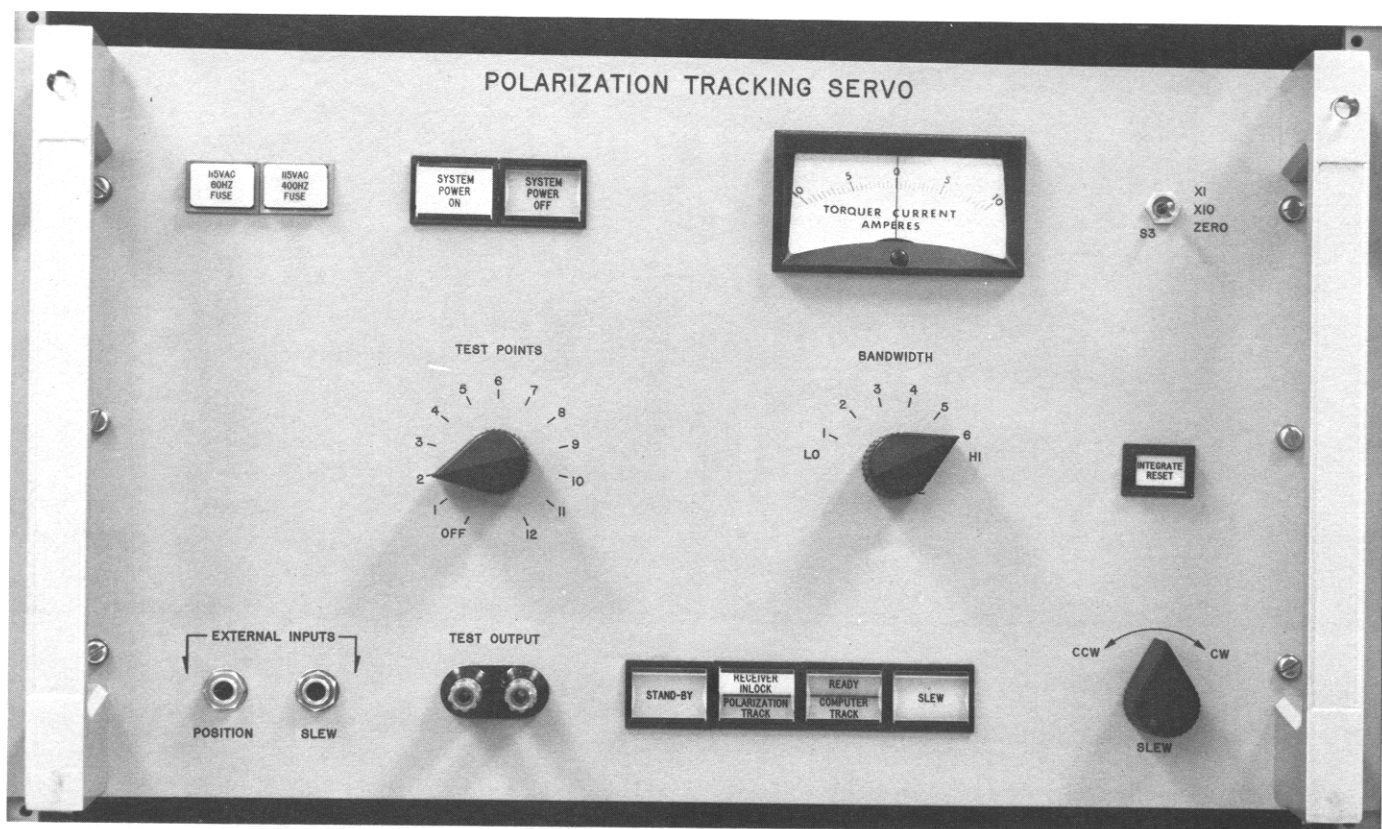 POLARIZATION TRACKING SERVO
115VAC
60HZ
FUSE
115VAC
400HZ
FUSE
SYSTEM
POWER
ON
SYSTEM
POWER
OFF
10 5 0 5 10
TORQUER CURRENT
AMPERES
S3
X1
X10
ZERO
TEST POINTS
OFF
1
2
3
4
5
6
7
8
9
10
11
12
BANDWIDTH
LO
1
2
3
4
5
6
HI
INTEGRATE
RESET
EXTERNAL INPUTS
POSITION
SLEW
TEST OUTPUT
STAND-BY
RECEIVER
INLOCK
POLARIZATION
TRACK
READY
COMPUTER
TRACK
SLEW
CCW
CW
SLEW